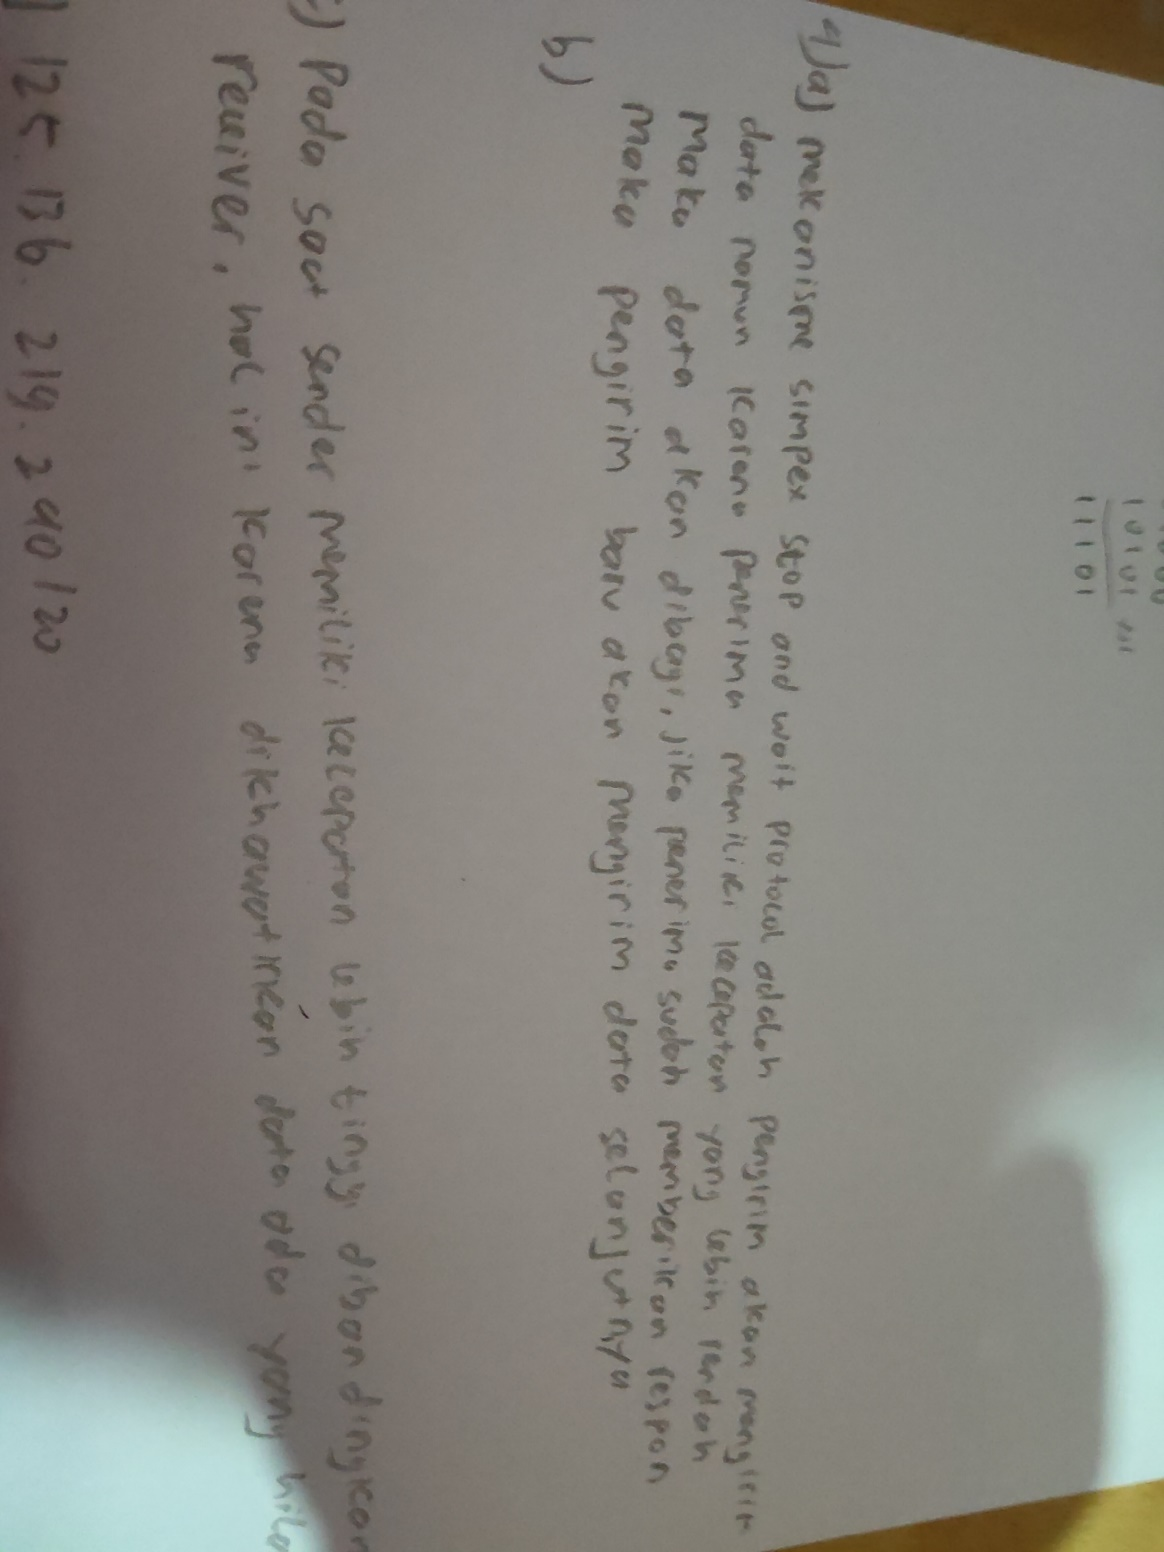 10101
11101
4)a) mekanisme simpex stop and wait protocol adalah pengirim akan mengirim
data namun karena penerima memiliki kecepatan yang lebih rendah
Maka data akan dibagi, jika penerima sudah memberikan respon
Maka pengirim baru akan mengirim data selanjutnya
b)
c) Pada saat sender memiliki kecepatan lebih tinggi dibandingkan
receiver, hal ini karena dikhawatirkan data ada yang hila
125. 136. 219. 240/20